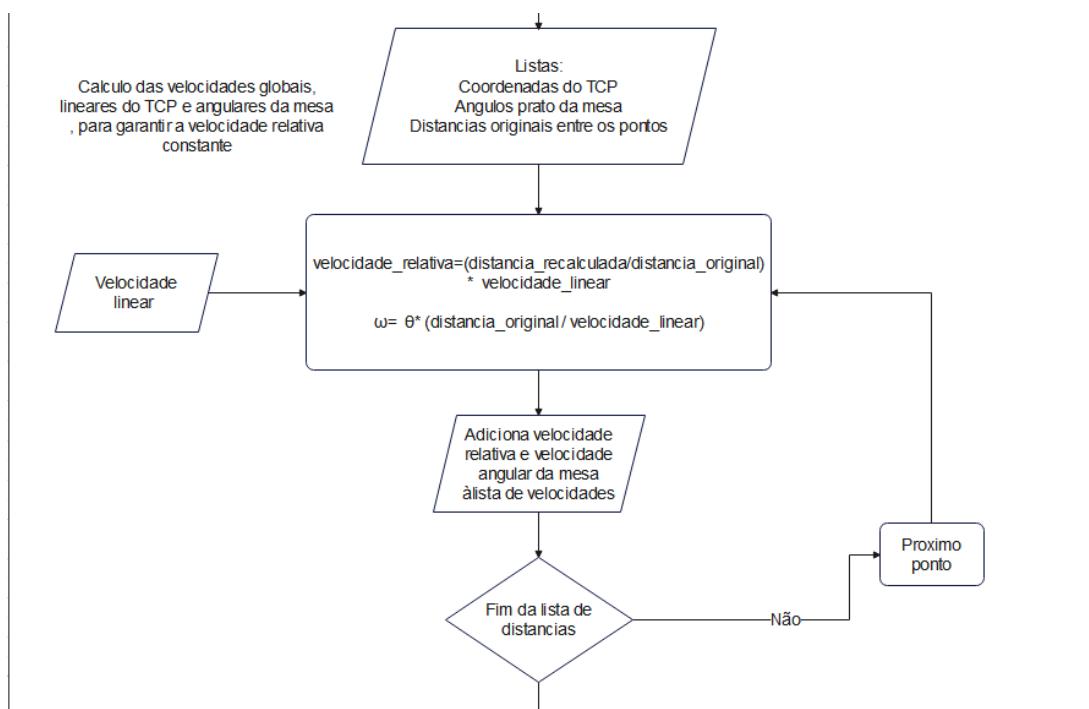 Listas:
Coordenadas do TCP
Angulos prato da mesa
Distancias originais entre os pontos
Calculo das velocidades globais,
lineares do TCP e angulares da mesa
, para garantir a velocidade relativa
constante
velocidade_relativa=(distancia_recalculada/distancia_original)
* velocidade_linear
ω= θ* (distancia_original / velocidade_linear)
Velocidade
linear
Adiciona velocidade
relativa e velocidade
angular da mesa
àlista de velocidades
Proximo
ponto
Fim da lista de
distancias
Não